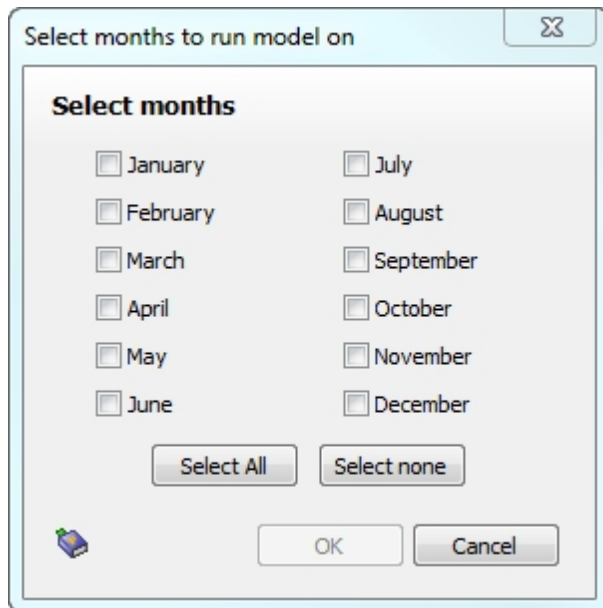 Select months to run model on
Select months
January
February
March
April
May
June
July
August
September
October
November
December
Select All Select none
OK Cancel